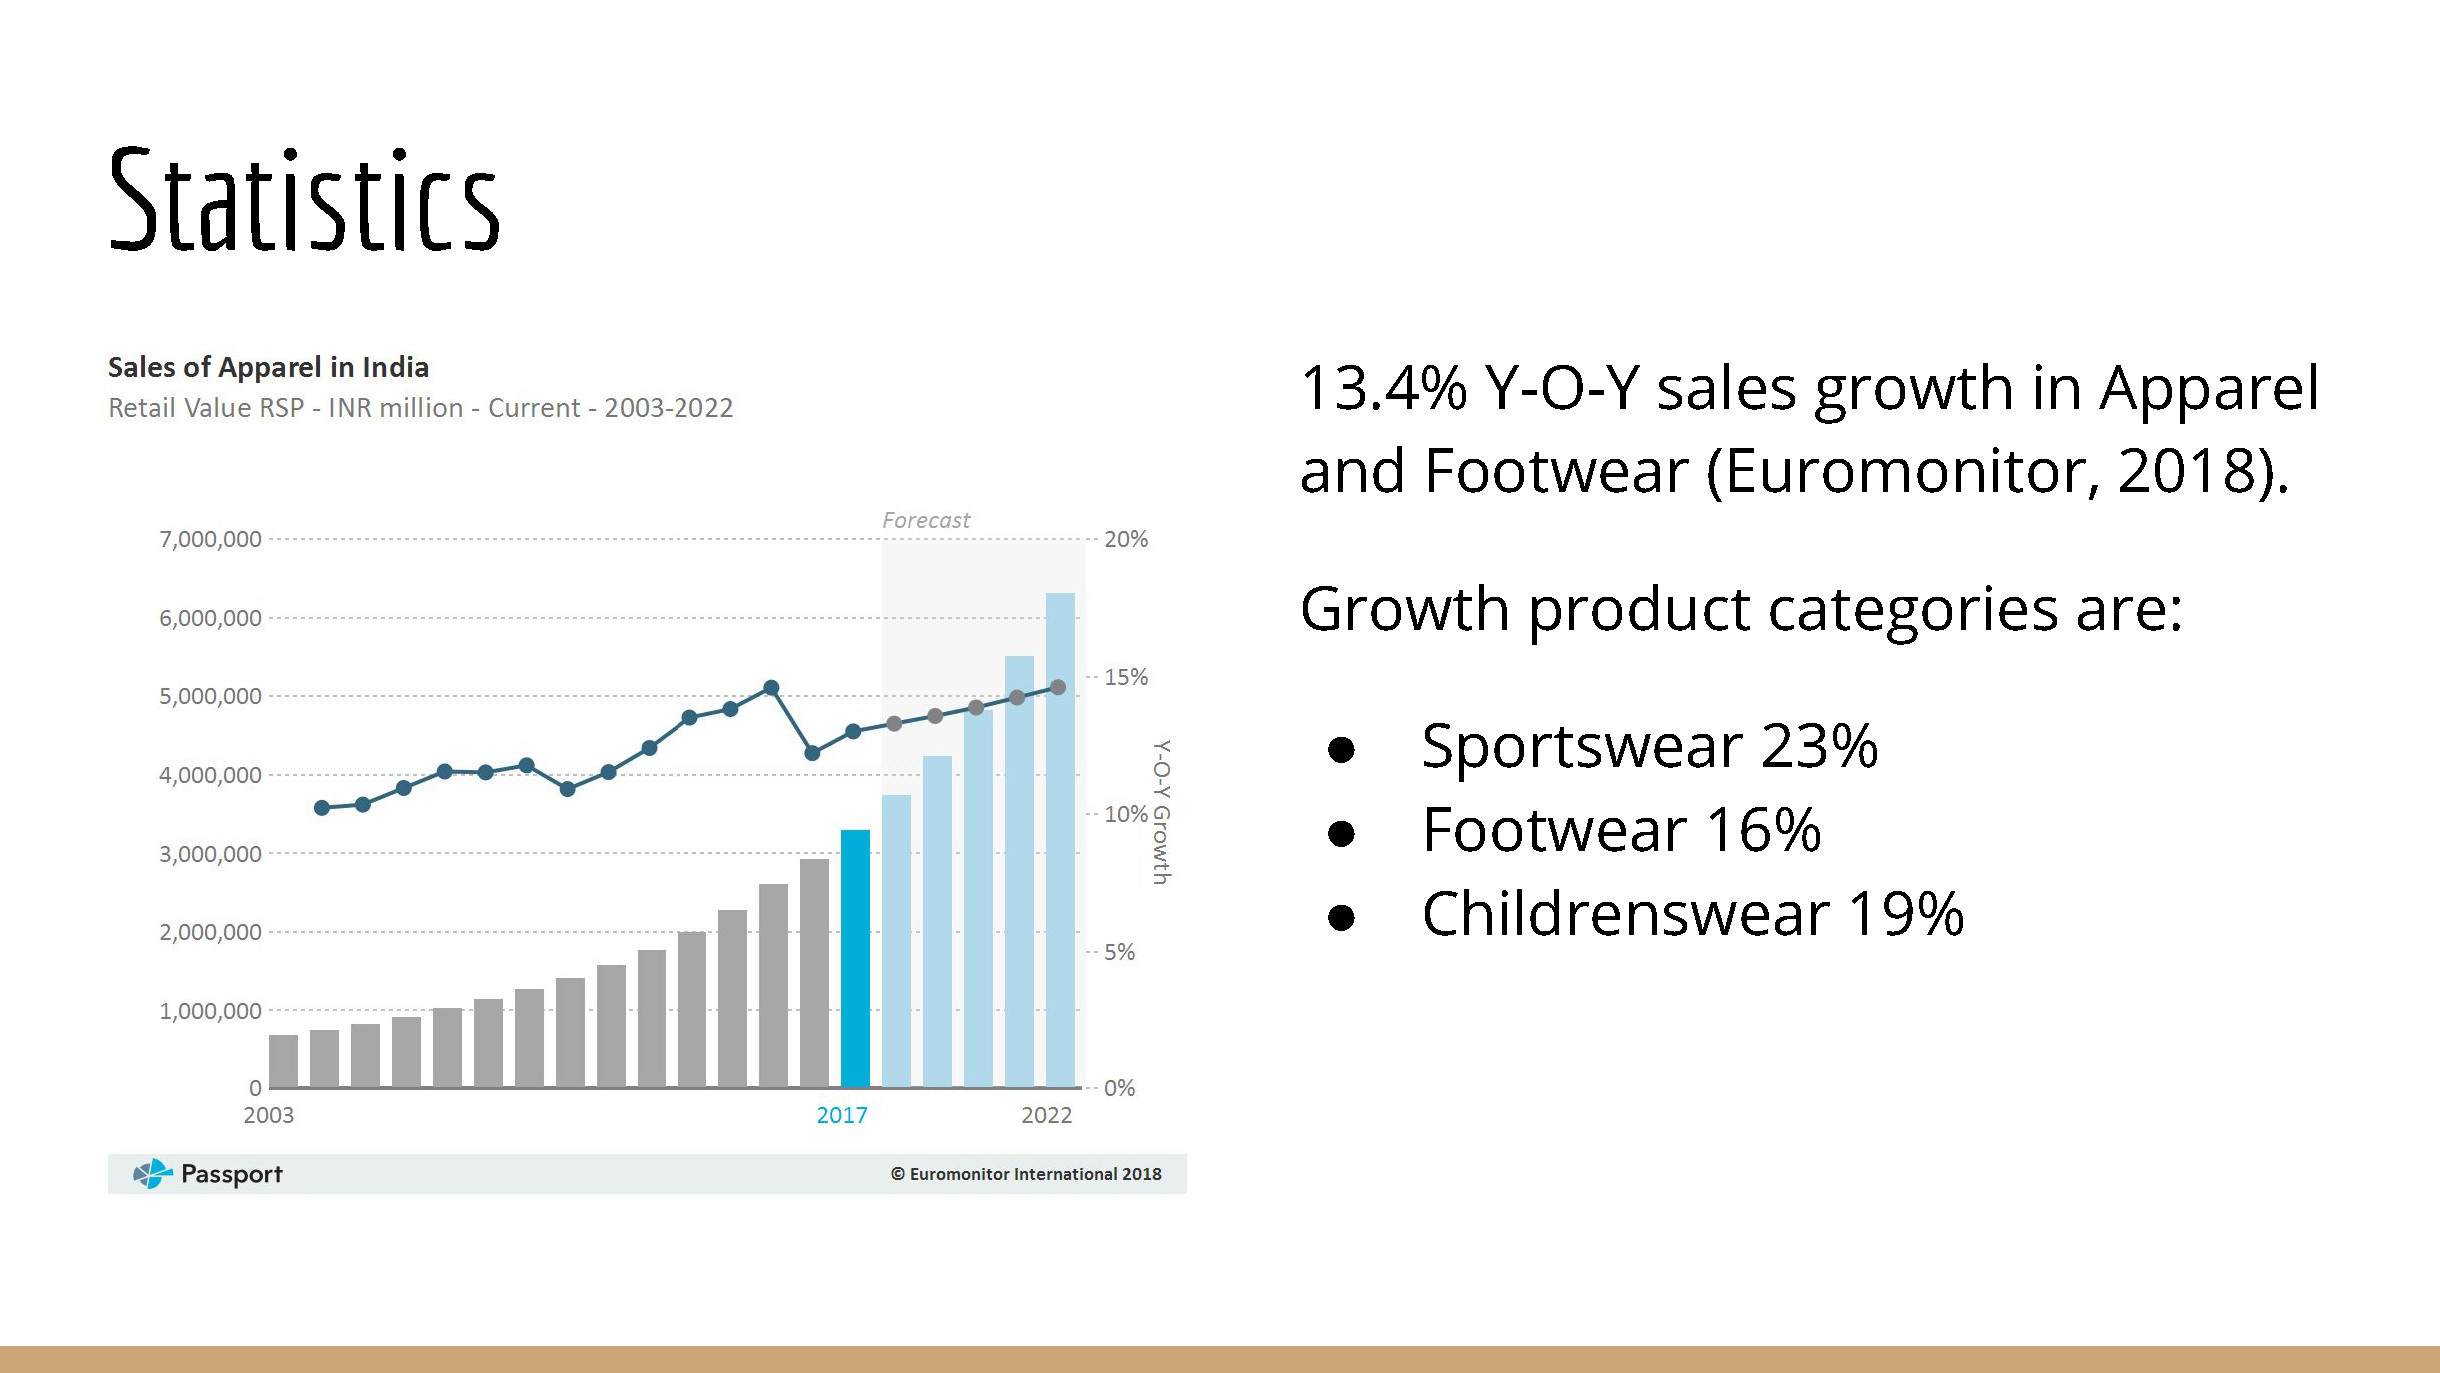 Statistics
Sales of Apparel in India
Retail Value RSP - INR million - Current - 2003-2022
Forecast
7,000,000
6,000,000
5,000,000
4,000,000
3,000,000
2,000,000
1,000,000
0
20%
15%
10%
5%
0%
Y-O-Y Growth
2003
2017
2022
Passport
© Euromonitor International 2018
13.4% Y-O-Y sales growth in Apparel
and Footwear (Euromonitor, 2018).
Growth product categories are:
● Sportswear 23%
● Footwear 16%
● Childrenswear 19%